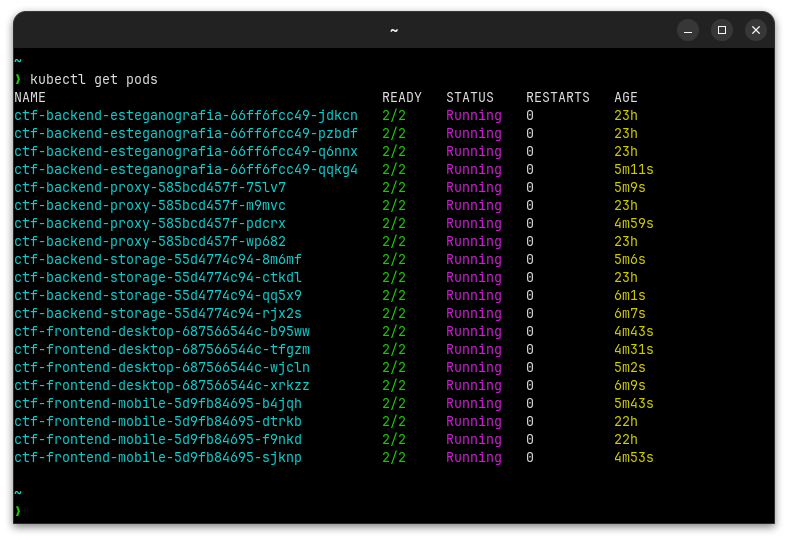 ~
~
❯ kubectl get pods
NAME READY STATUS RESTARTS AGE
ctf-backend-esteganografia-66ff6fcc49-jdkcn 2/2 Running 0 23h
ctf-backend-esteganografia-66ff6fcc49-pzbdf 2/2 Running 0 23h
ctf-backend-esteganografia-66ff6fcc49-q6nnx 2/2 Running 0 23h
ctf-backend-esteganografia-66ff6fcc49-qqkg4 2/2 Running 0 5m11s
ctf-backend-proxy-585bcd457f-75lv7 2/2 Running 0 5m9s
ctf-backend-proxy-585bcd457f-m9mvc 2/2 Running 0 23h
ctf-backend-proxy-585bcd457f-pdcrx 2/2 Running 0 4m59s
ctf-backend-proxy-585bcd457f-wp682 2/2 Running 0 23h
ctf-backend-storage-55d4774c94-8m6mf 2/2 Running 0 5m6s
ctf-backend-storage-55d4774c94-ctkdl 2/2 Running 0 23h
ctf-backend-storage-55d4774c94-qq5x9 2/2 Running 0 6m1s
ctf-backend-storage-55d4774c94-rjx2s 2/2 Running 0 6m7s
ctf-frontend-desktop-687566544c-b95ww 2/2 Running 0 4m43s
ctf-frontend-desktop-687566544c-tfgzm 2/2 Running 0 4m31s
ctf-frontend-desktop-687566544c-wjcln 2/2 Running 0 5m2s
ctf-frontend-desktop-687566544c-xrkzz 2/2 Running 0 6m9s
ctf-frontend-mobile-5d9fb84695-b4jqh 2/2 Running 0 5m43s
ctf-frontend-mobile-5d9fb84695-dtrkb 2/2 Running 0 22h
ctf-frontend-mobile-5d9fb84695-f9nkd 2/2 Running 0 22h
ctf-frontend-mobile-5d9fb84695-sjknp 2/2 Running 0 4m53s
~
❯